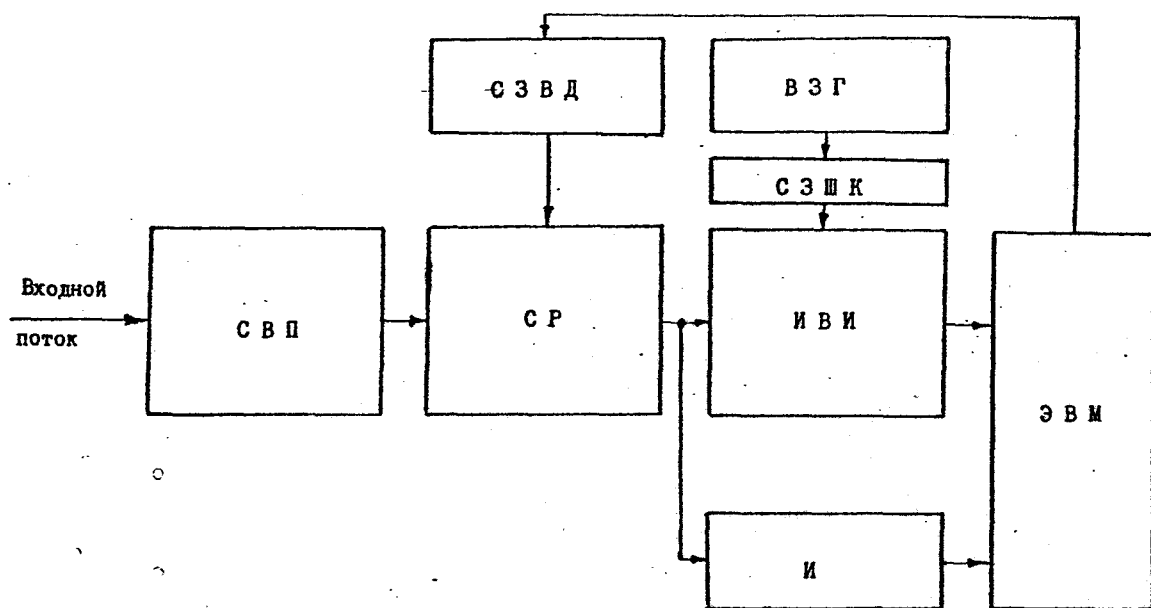 С З В Д
В З Г
С З Ш К
Входной
поток
С В П
С Р
И В И
Э В М
И